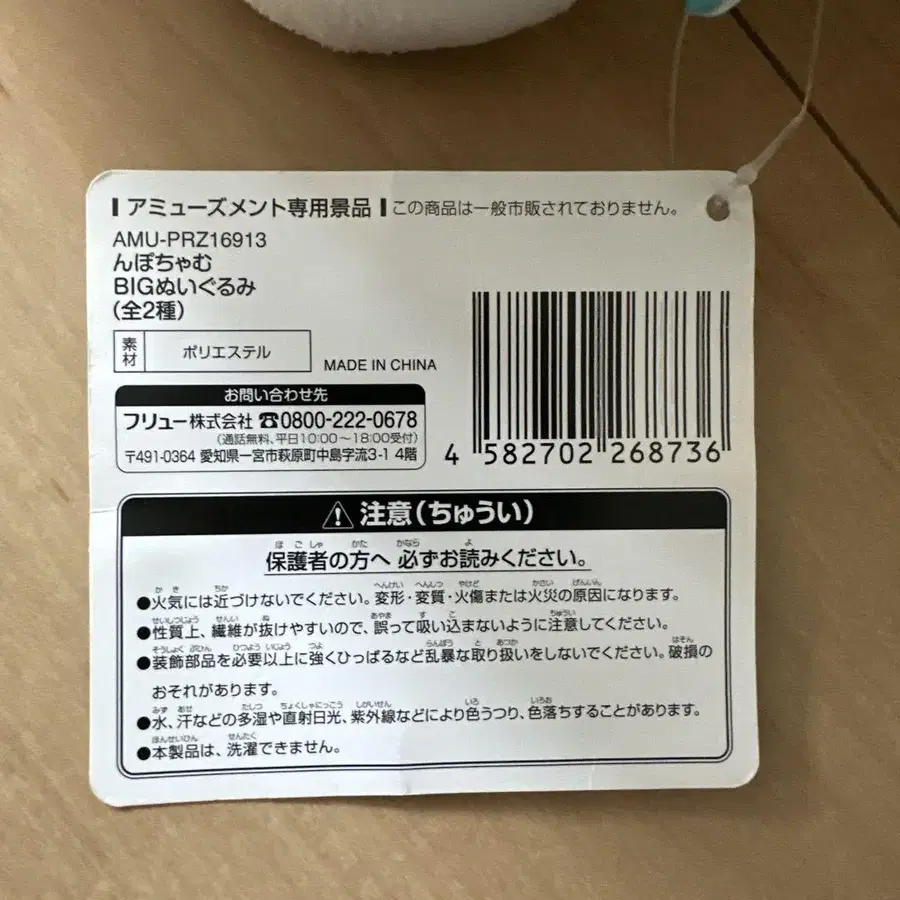 アミューズメント専用景品 この商品は一般市販されておりません。
AMU-PRZ16913
んぽちゃむ
BIGぬいぐるみ
(全2種)
素材 ポリエステル
MADE IN CHINA
お問い合わせ先
フリュー株式会社 ☎0800-222-0678
(通話無料、平日10:00〜18:00受付)
〒491-0364 愛知県一宮市萩原町中島字流3-1 4階
4 582702 268736
⚠ 注意(ちゅうい)
保護者の方へ 必ずお読みください。
●火気には近づけないでください。変形・変質・火傷または火災の原因になります。
●性質上、繊維が抜けやすいので、誤って吸い込まないように注意してください。
●装飾部品を必要以上に強くひっぱるなど乱暴な取り扱いをしないでください。破損の
おそれがあります。
●水、汗などの多湿や直射日光、紫外線などにより色うつり、色落ちすることがあります。
●本製品は、洗濯できません。